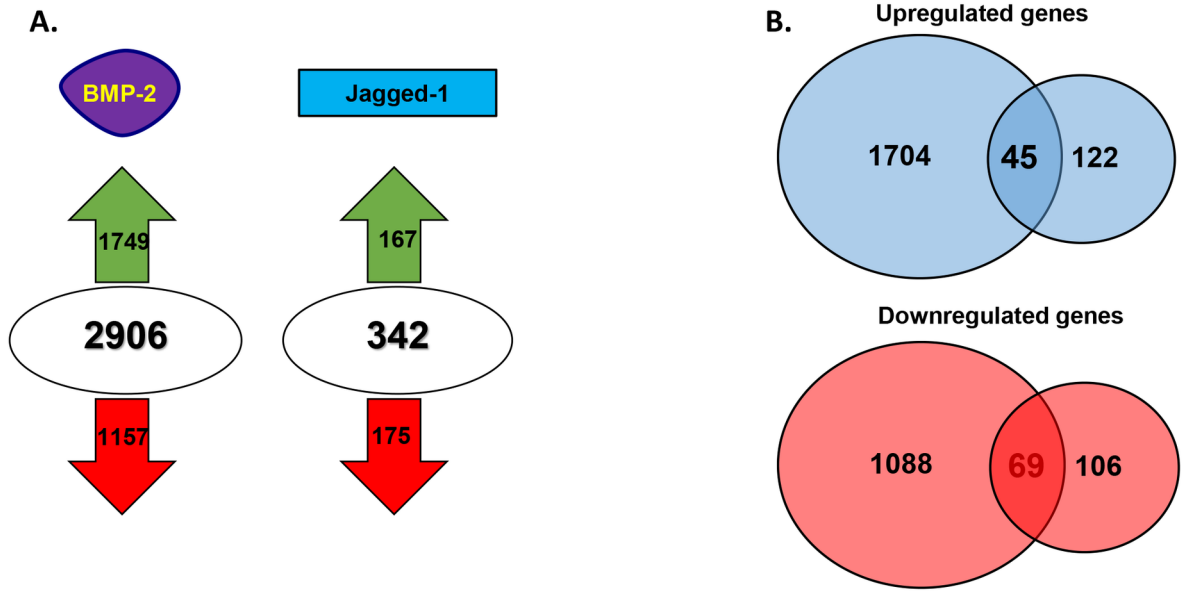 A.
BMP-2
Jagged-1
1749
167
2906
342
1157
175
B.
Upregulated genes
1704
45
122
Downregulated genes
1088
69
106